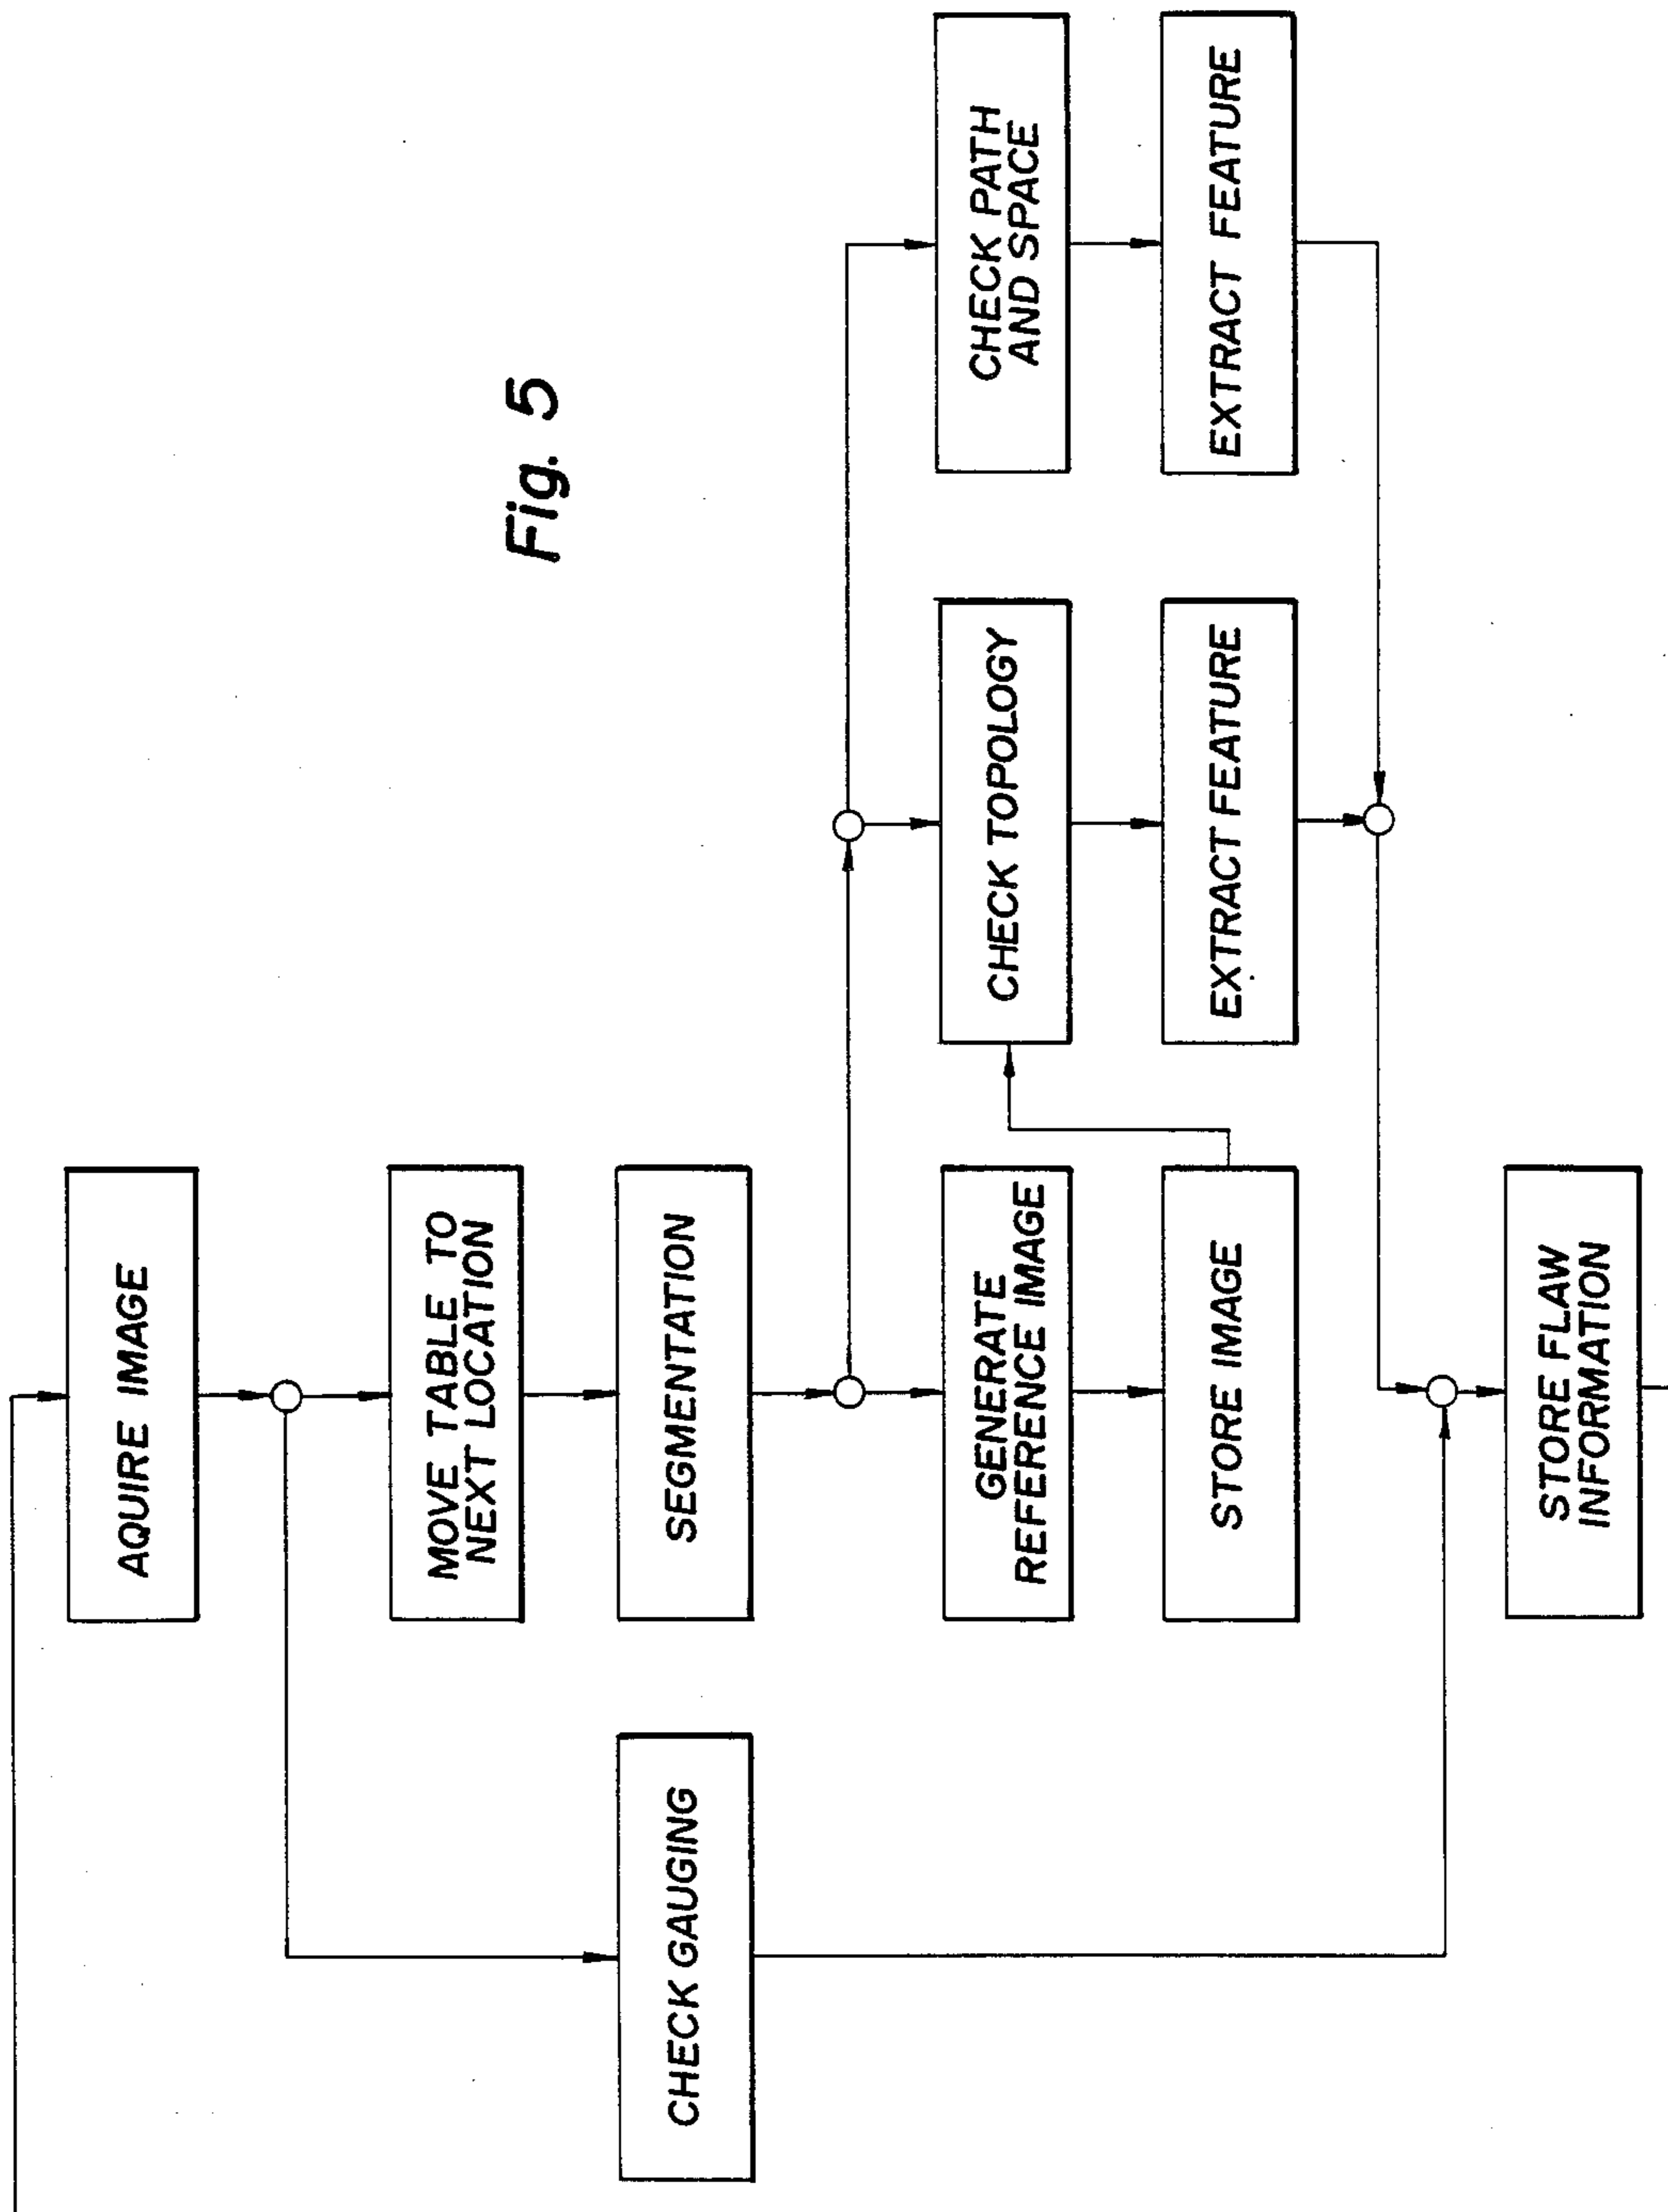 Fig. 5
AQUIRE IMAGE
MOVE TABLE TO
NEXT LOCATION
CHECK GAUGING
SEGMENTATION
GENERATE
REFERENCE IMAGE
CHECK TOPOLOGY
CHECK PATH
AND SPACE
STORE IMAGE
EXTRACT FEATURE
EXTRACT FEATURE
STORE FLAW
INFORMATION